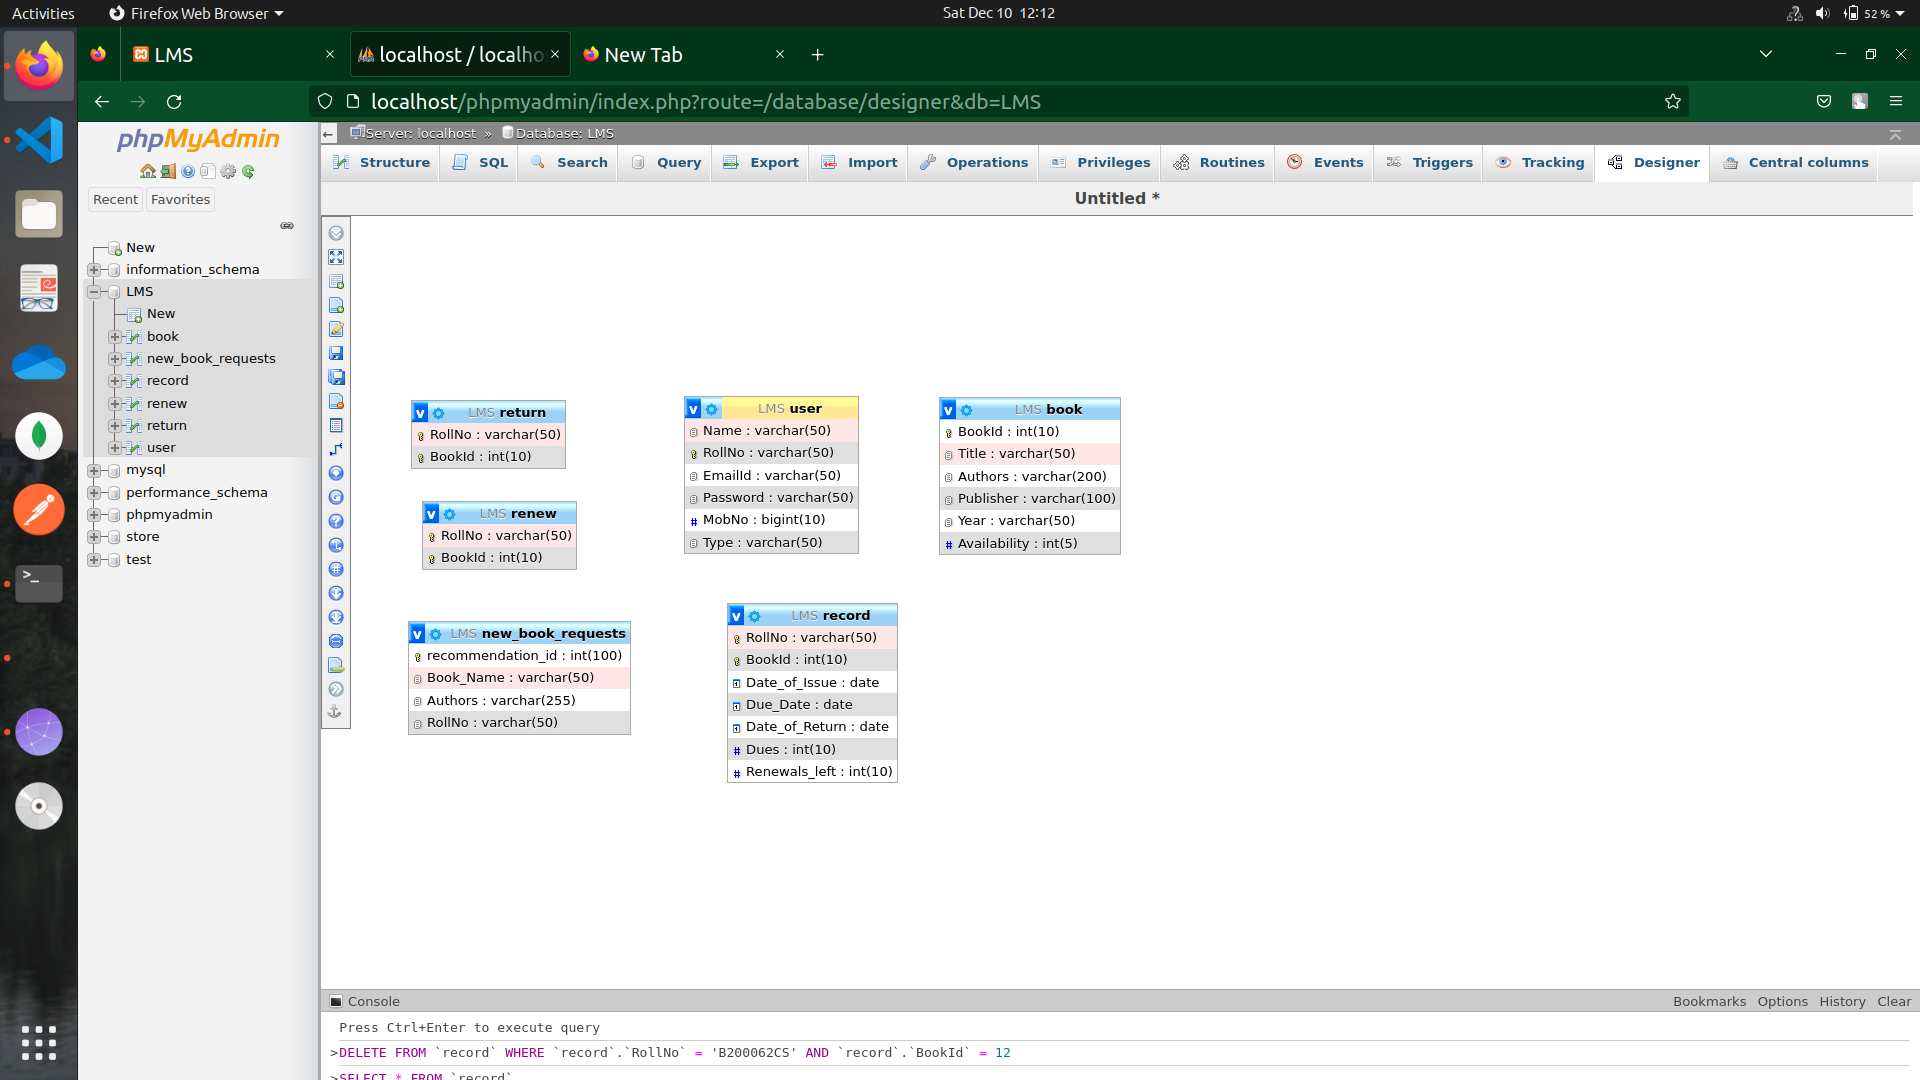 Activities
Firefox Web Browser
Sat Dec 10 12:12
52 %
LMS
localhost / localho
New Tab
localhost/phpmyadmin/index.php?route=/database/designer&db=LMS
phpMyAdmin
Recent
Favorites
New
information_schema
LMS
New
book
new_book_requests
record
renew
return
user
mysql
performance_schema
phpmyadmin
store
test
Server: localhost » Database: LMS
Structure
SQL
Search
Query
Export
Import
Operations
Privileges
Routines
Events
Triggers
Tracking
Designer
Central columns
Untitled *
v LMS return
RollNo : varchar(50)
BookId : int(10)
v LMS renew
RollNo : varchar(50)
BookId : int(10)
v LMS new_book_requests
recommendation_id : int(100)
Book_Name : varchar(50)
Authors : varchar(255)
RollNo : varchar(50)
v LMS user
Name : varchar(50)
RollNo : varchar(50)
EmailId : varchar(50)
Password : varchar(50)
# MobNo : bigint(10)
Type : varchar(50)
v LMS record
RollNo : varchar(50)
BookId : int(10)
Date_of_Issue : date
Due_Date : date
Date_of_Return : date
# Dues : int(10)
# Renewals_left : int(10)
v LMS book
BookId : int(10)
Title : varchar(50)
Authors : varchar(200)
Publisher : varchar(100)
Year : varchar(50)
# Availability : int(5)
Console
Bookmarks Options History Clear
Press Ctrl+Enter to execute query
>DELETE FROM `record` WHERE `record`.`RollNo` = 'B200062CS' AND `record`.`BookId` = 12
>SELECT * FROM `record`